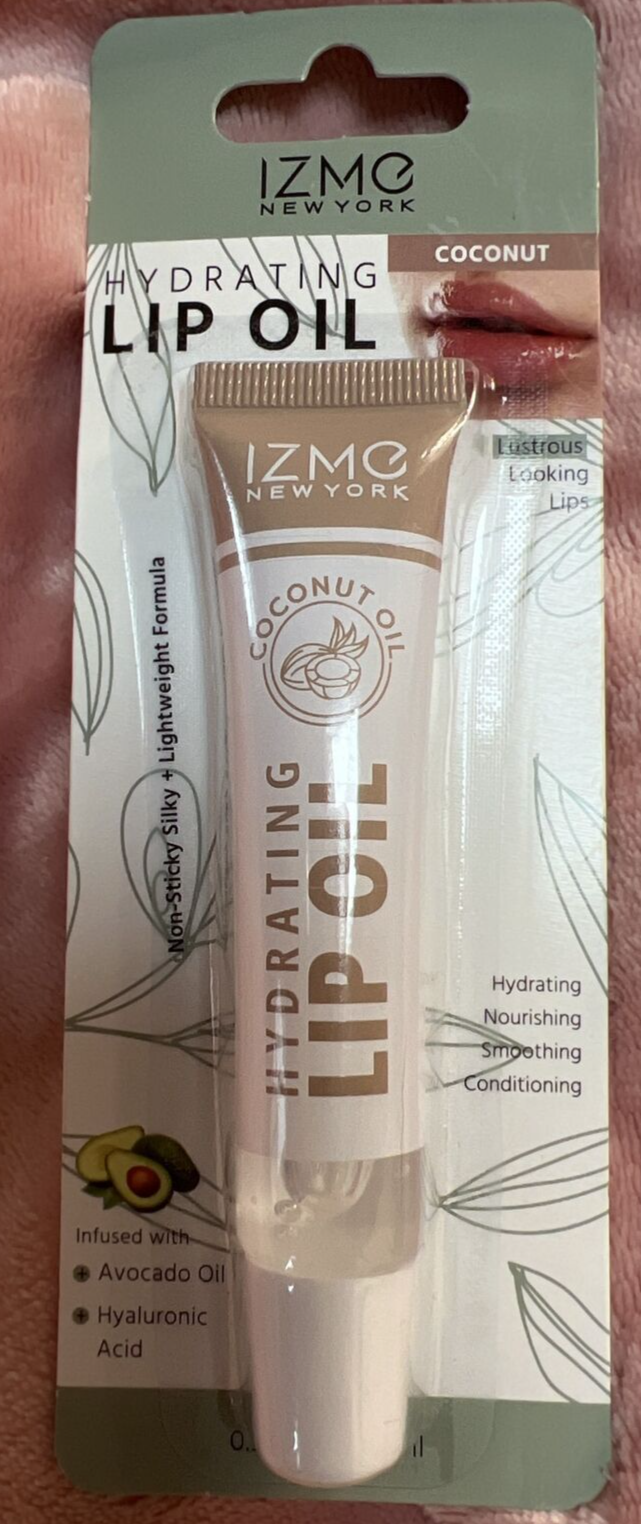 IZMe
NEW YORK
COCONUT
HYDRATING
LIP OIL
Lustrous
Looking
Lips
IZMe
NEW YORK
COCONUT OIL
HYDRATING
LIP OIL
Non-Sticky Silky + Lightweight Formula
Hydrating
Nourishing
Smoothing
Conditioning
Infused with
+ Avocado Oil
+ Hyaluronic
Acid